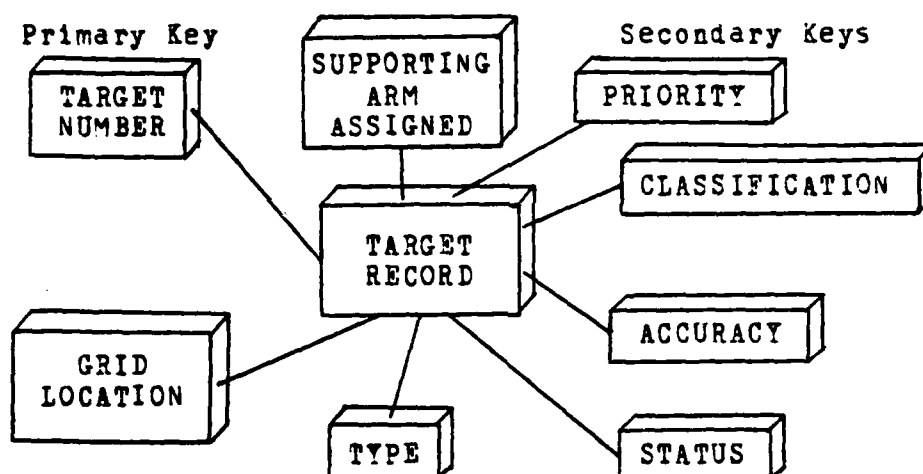 Primary Key
Secondary Keys
TARGET
NUMBER
SUPPORTING
ARM
ASSIGNED
PRIORITY
CLASSIFICATION
TARGET
RECORD
GRID
LOCATION
ACCURACY
TYPE
STATUS